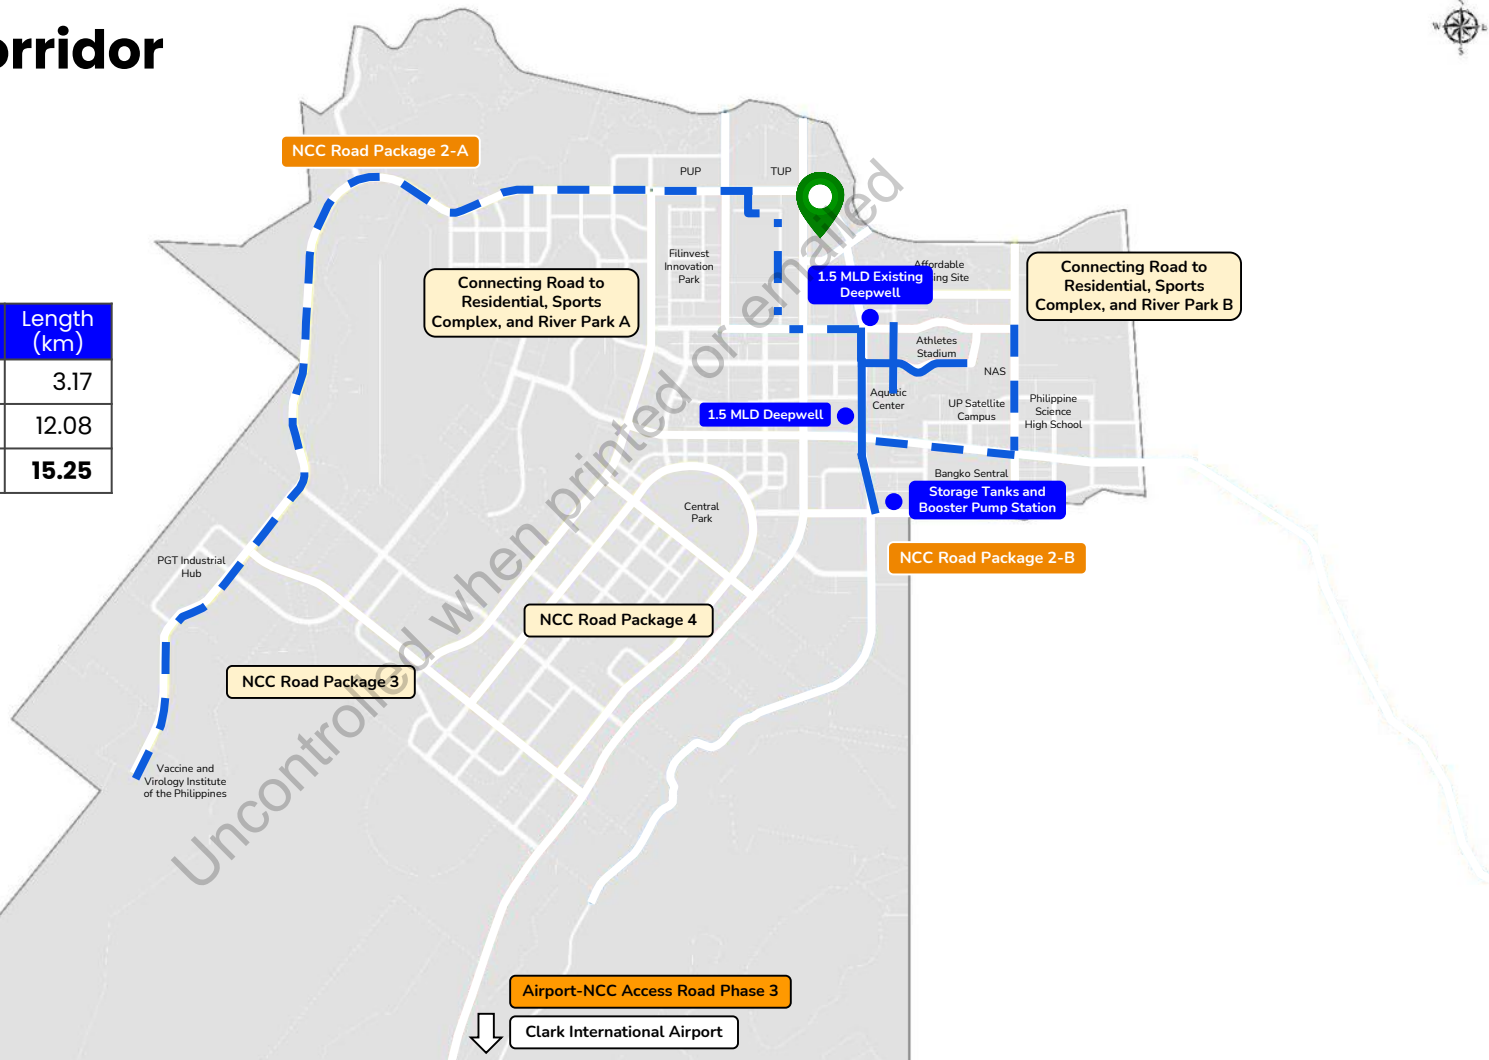 orridor
W
E
S
NCC Road Package 2-A
PUP
TUP
Filinvest
Innovation
Park
Connecting Road to
Residential, Sports
Complex, and River Park A
1.5 MLD Existing
Deepwell
Affordable
ing Site
Connecting Road to
Residential, Sports
Complex, and River Park B
Length
(km)
3.17
12.08
15.25
Athletes
Stadium
NAS
Aquatic
Center
UP Satellite
Campus
Philippine
Science
High School
1.5 MLD Deepwell
Bangko Sentral
Storage Tanks and
Booster Pump Station
Central
Park
NCC Road Package 2-B
PGT Industrial
Hub
NCC Road Package 4
NCC Road Package 3
Vaccine and
Virology Institute
of the Philippines
Uncontrolled when printed or emailed
Airport-NCC Access Road Phase 3
Clark International Airport